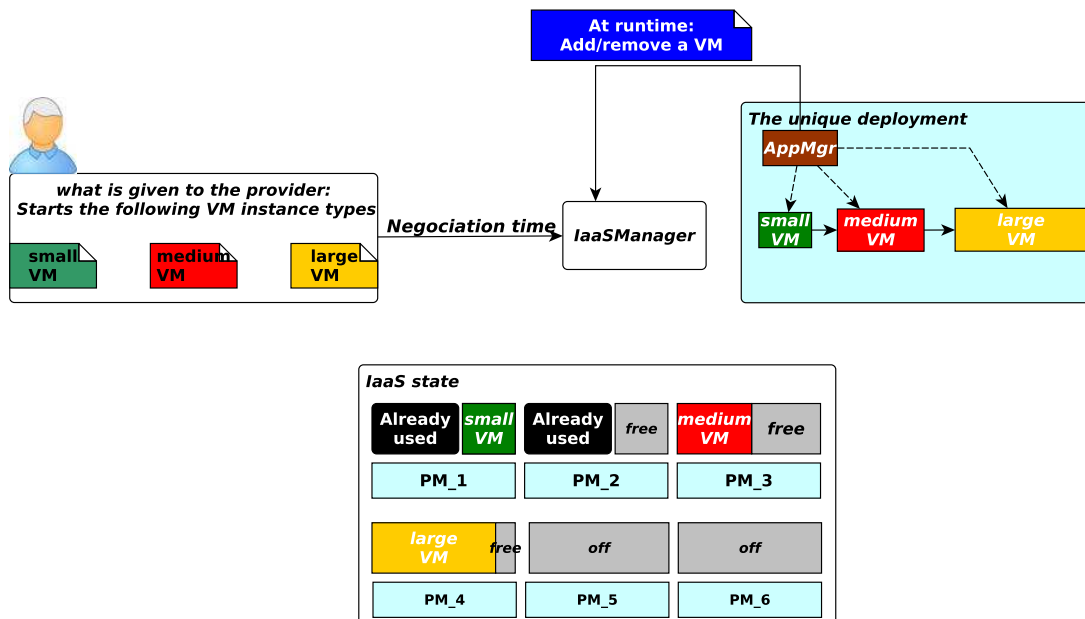 At runtime:
Add/remove a VM
The unique deployment
AppMgr
what is given to the provider:
Starts the following VM instance types
Negociation time
IaaSManager
small
VM
medium
VM
large
VM
small
VM
medium
VM
large
VM
IaaS state
Already
used
small
VM
Already
used
free
medium
VM
free
PM_1
PM_2
PM_3
large
VM
free
off
off
PM_4
PM_5
PM_6